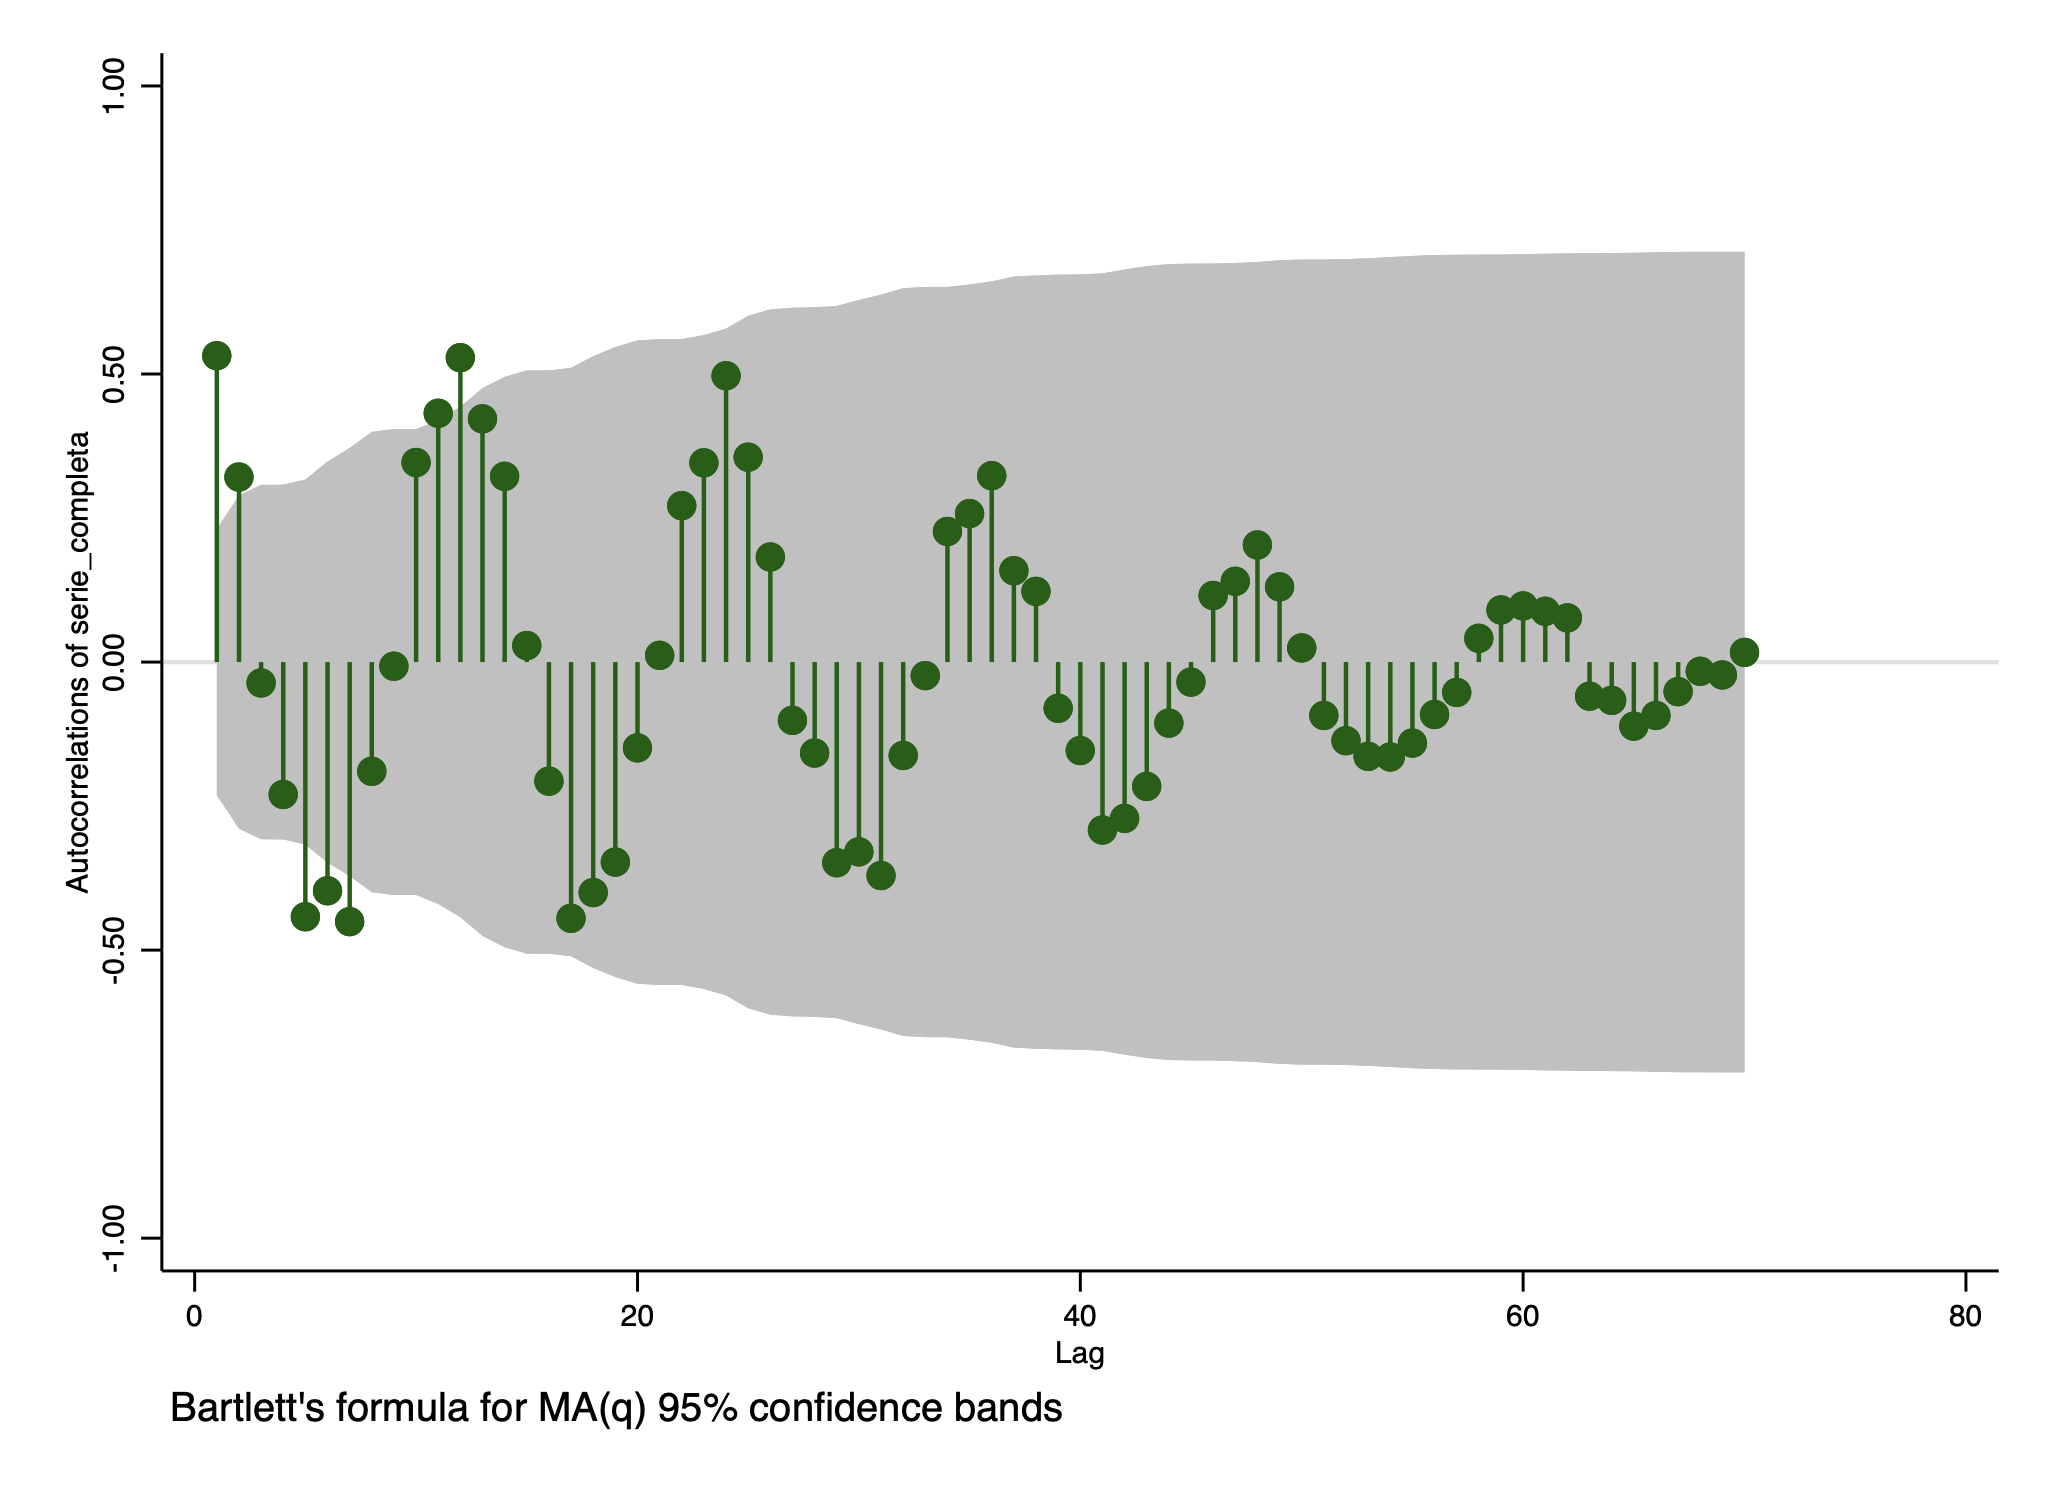 Autocorrelations of serie_completa
1.00
0.50
0.00
-0.50
-1.00
0 20 40 60 80
Lag
Bartlett's formula for MA(q) 95% confidence bands